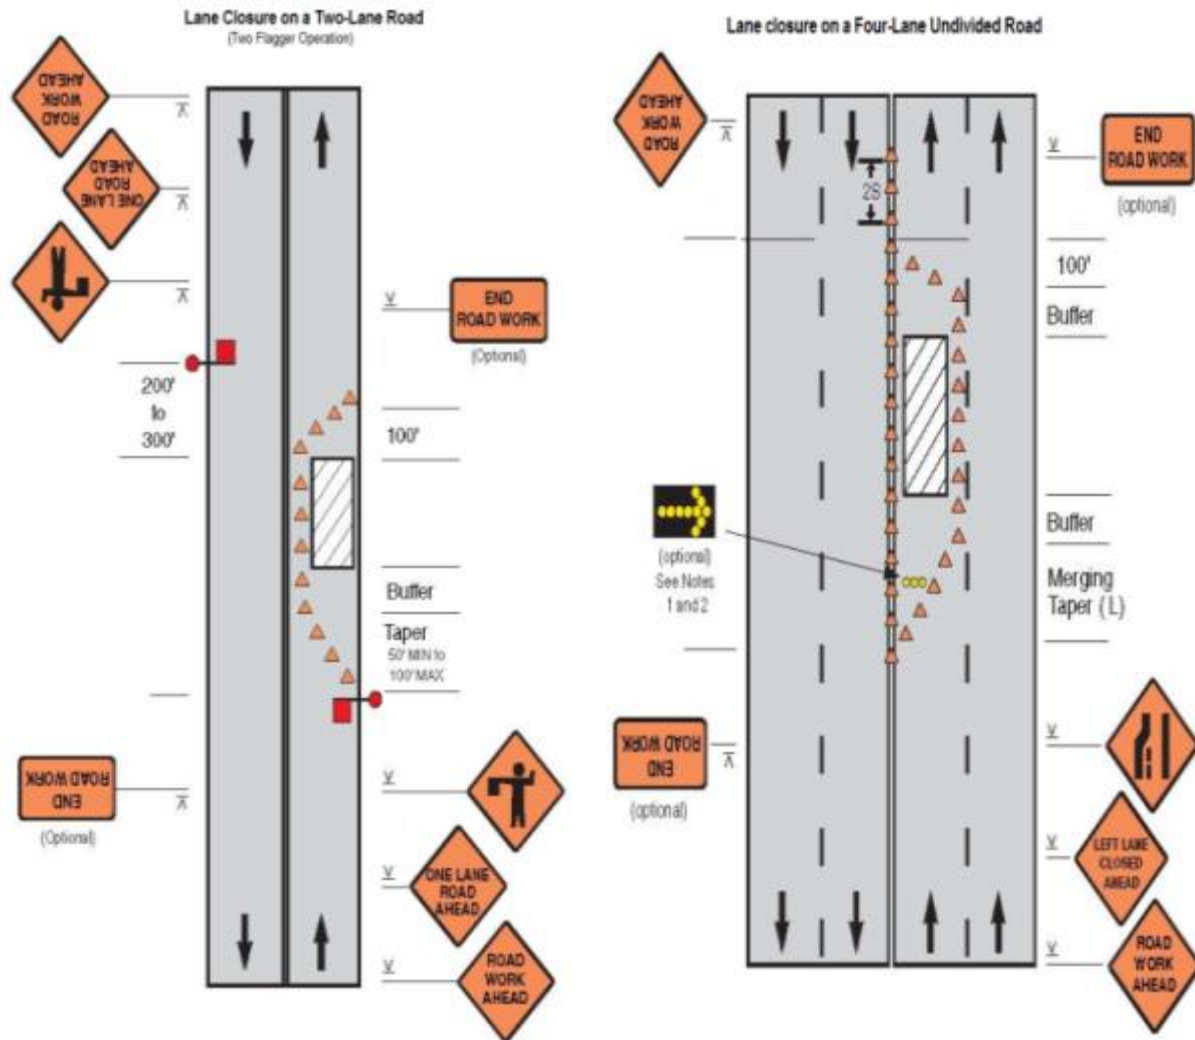 Lane Closure on a Two-Lane Road
(Two Flagger Operation)
ROAD
WORK
AHEAD
ONE LANE
ROAD
AHEAD
END
ROAD WORK
(Optional)
200'
to
300'
100'
Buffer
Taper
50' MIN to
100' MAX
END
ROAD WORK
(Optional)
ONE LANE
ROAD
AHEAD
ROAD
WORK
AHEAD
Lane closure on a Four-Lane Undivided Road
ROAD
WORK
AHEAD
END
ROAD WORK
(optional)
2S
100'
Buffer
(optional)
See Notes
1 and 2
Buffer
Merging
Taper (L)
END
ROAD WORK
(optional)
LEFT LANE
CLOSED
AHEAD
ROAD
WORK
AHEAD